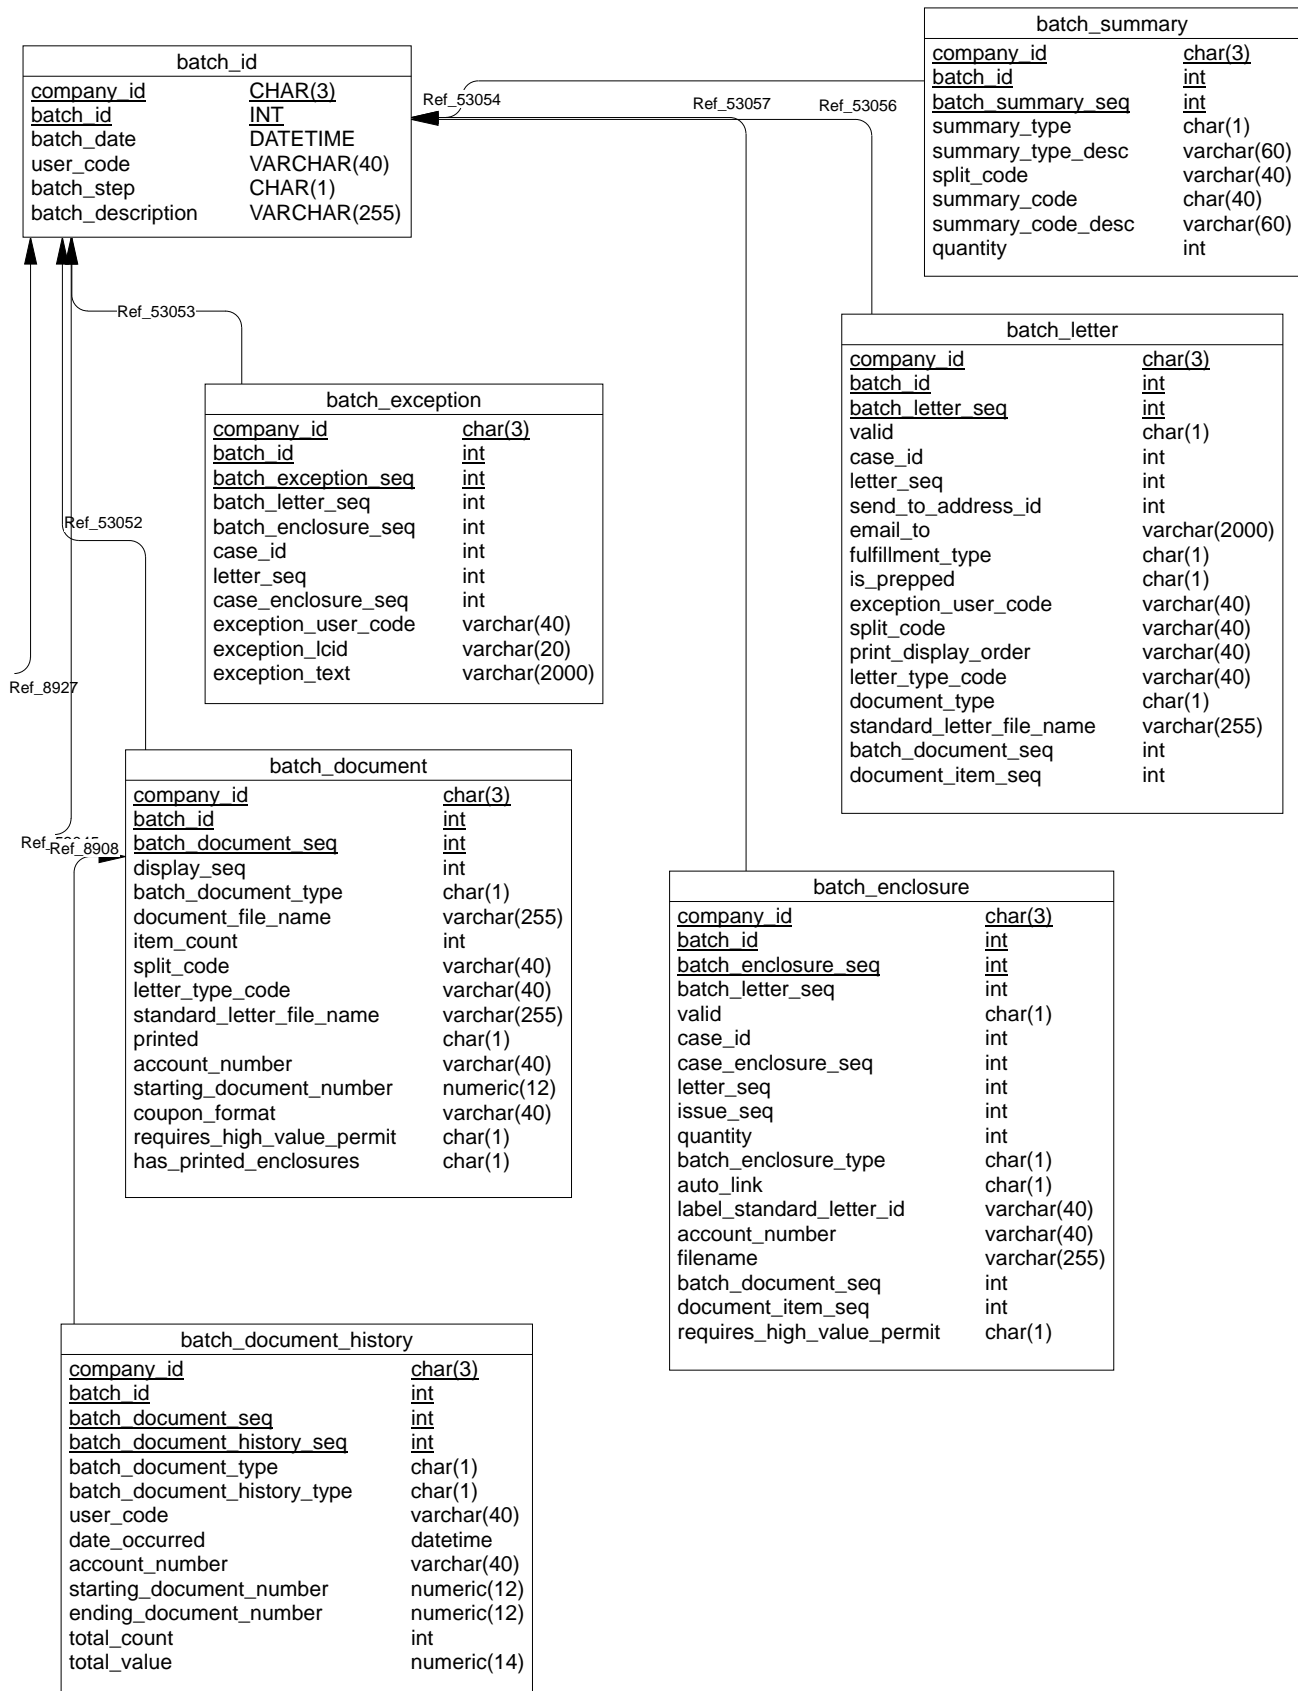 batch_summary
company_id char(3)
batch_id int
batch_summary_seq int
summary_type char(1)
summary_type_desc varchar(60)
split_code varchar(40)
summary_code char(40)
summary_code_desc varchar(60)
quantity int
batch_id
company_id CHAR(3)
batch_id INT
batch_date DATETIME
user_code VARCHAR(40)
batch_step CHAR(1)
batch_description VARCHAR(255)
Ref_53054
Ref_53057
Ref_53056
Ref_53053
batch_letter
company_id char(3)
batch_id int
batch_letter_seq int
valid char(1)
case_id int
letter_seq int
send_to_address_id int
email_to varchar(2000)
fulfillment_type char(1)
is_prepped char(1)
exception_user_code varchar(40)
split_code varchar(40)
print_display_order varchar(40)
letter_type_code varchar(40)
document_type char(1)
standard_letter_file_name varchar(255)
batch_document_seq int
document_item_seq int
batch_exception
company_id char(3)
batch_id int
batch_exception_seq int
batch_letter_seq int
batch_enclosure_seq int
case_id int
letter_seq int
case_enclosure_seq int
exception_user_code varchar(40)
exception_lcid varchar(20)
exception_text varchar(2000)
Ref_53052
Ref_8927
batch_document
company_id char(3)
batch_id int
batch_document_seq int
display_seq int
batch_document_type char(1)
document_file_name varchar(255)
item_count int
split_code varchar(40)
letter_type_code varchar(40)
standard_letter_file_name varchar(255)
printed char(1)
account_number varchar(40)
starting_document_number numeric(12)
coupon_format varchar(40)
requires_high_value_permit char(1)
has_printed_enclosures char(1)
Ref_8908
batch_enclosure
company_id char(3)
batch_id int
batch_enclosure_seq int
batch_letter_seq int
valid char(1)
case_id int
case_enclosure_seq int
letter_seq int
issue_seq int
quantity int
batch_enclosure_type char(1)
auto_link char(1)
label_standard_letter_id varchar(40)
account_number varchar(40)
filename varchar(255)
batch_document_seq int
document_item_seq int
requires_high_value_permit char(1)
batch_document_history
company_id char(3)
batch_id int
batch_document_seq int
batch_document_history_seq int
batch_document_type char(1)
batch_document_history_type char(1)
user_code varchar(40)
date_occurred datetime
account_number varchar(40)
starting_document_number numeric(12)
ending_document_number numeric(12)
total_count int
total_value numeric(14)